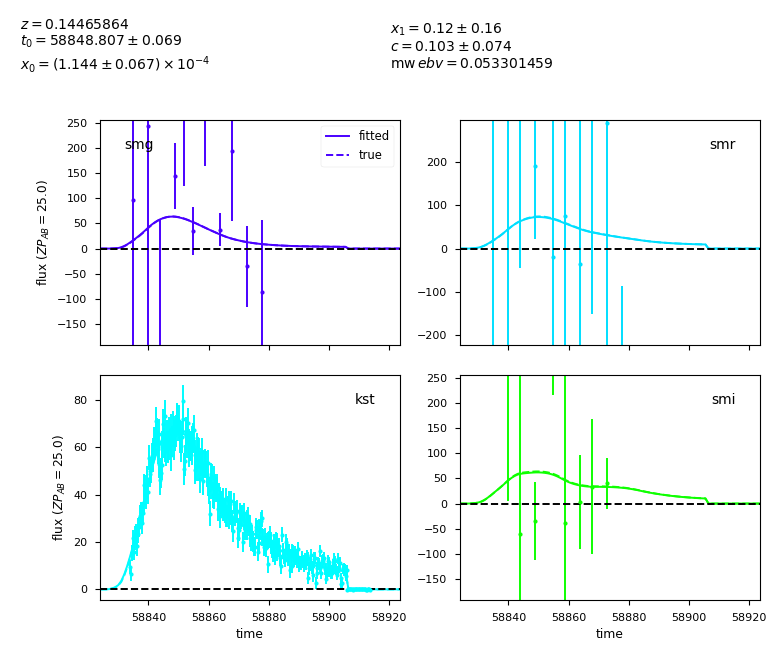 z = 0.14465864
t0 = 58848.807 ± 0.069
x0 = (1.144 ± 0.067) × 10^−4
x1 = 0.12 ± 0.16
c = 0.103 ± 0.074
mw ebv = 0.053301459
smg
fitted
true
flux (ZP_AB = 25.0)
250
200
150
100
50
0
−50
−100
−150
smr
200
100
0
−100
−200
kst
flux (ZP_AB = 25.0)
80
60
40
20
0
58840 58860 58880 58900 58920
time
smi
250
200
150
100
50
0
−50
−100
−150
58840 58860 58880 58900 58920
time